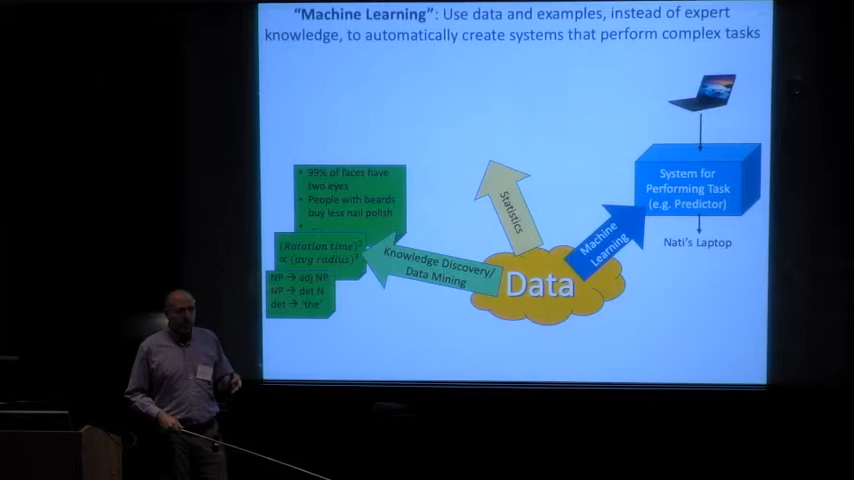 “Machine Learning”: Use data and examples, instead of expert
knowledge, to automatically create systems that perform complex tasks
• 99% of faces have
two eyes
• People with beards
buy less nail polish
• ...
(Rotation time)²
∝ (avg radius)³
NP → adj NP
NP → det N
det → 'the'
Knowledge Discovery/
Data Mining
Statistics
Machine
Learning
Data
System for
Performing Task
(e.g. Predictor)
Nati's Laptop